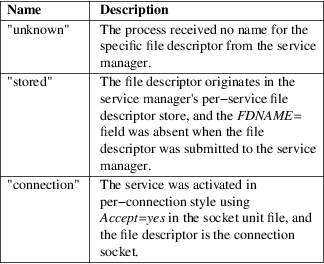 Name Description
"unknown" The process received no name for the
specific file descriptor from the service
manager.
"stored" The file descriptor originates in the
service manager's per−service file
descriptor store, and the FDNAME=
field was absent when the file
descriptor was submitted to the service
manager.
"connection" The service was activated in
per−connection style using
Accept=yes in the socket unit file, and
the file descriptor is the connection
socket.